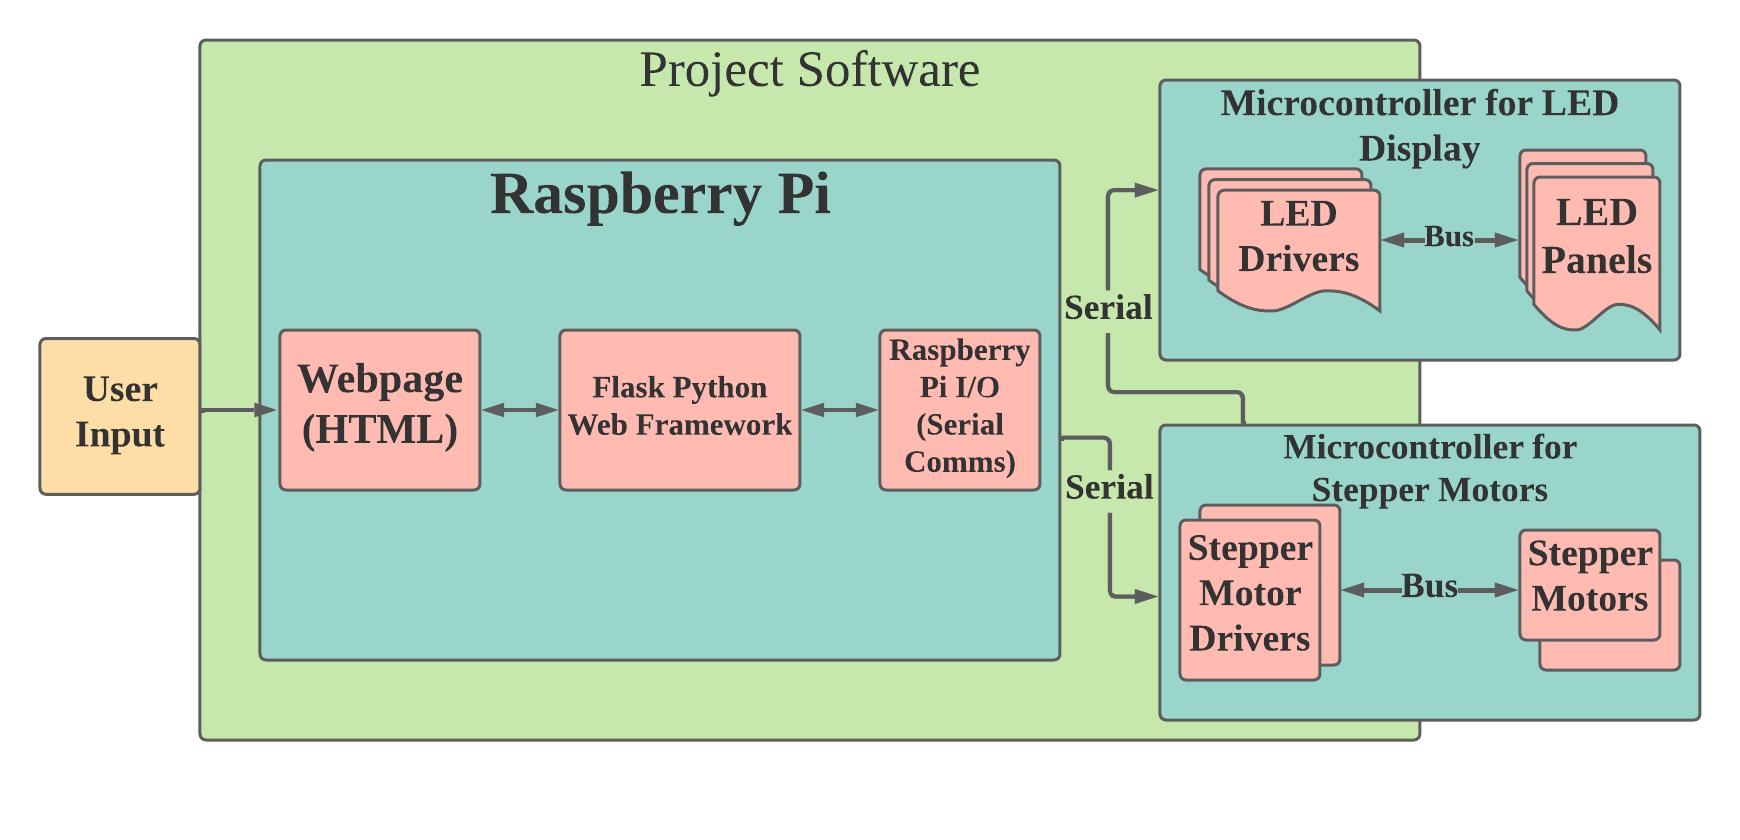 Project Software
Microcontroller for LED
Display
Raspberry Pi
LED
Drivers
Bus
LED
Panels
Serial
User
Input
Webpage
(HTML)
Flask Python
Web Framework
Raspberry
Pi I/O
(Serial
Comms)
Serial
Microcontroller for
Stepper Motors
Stepper
Motor
Drivers
Bus
Stepper
Motors